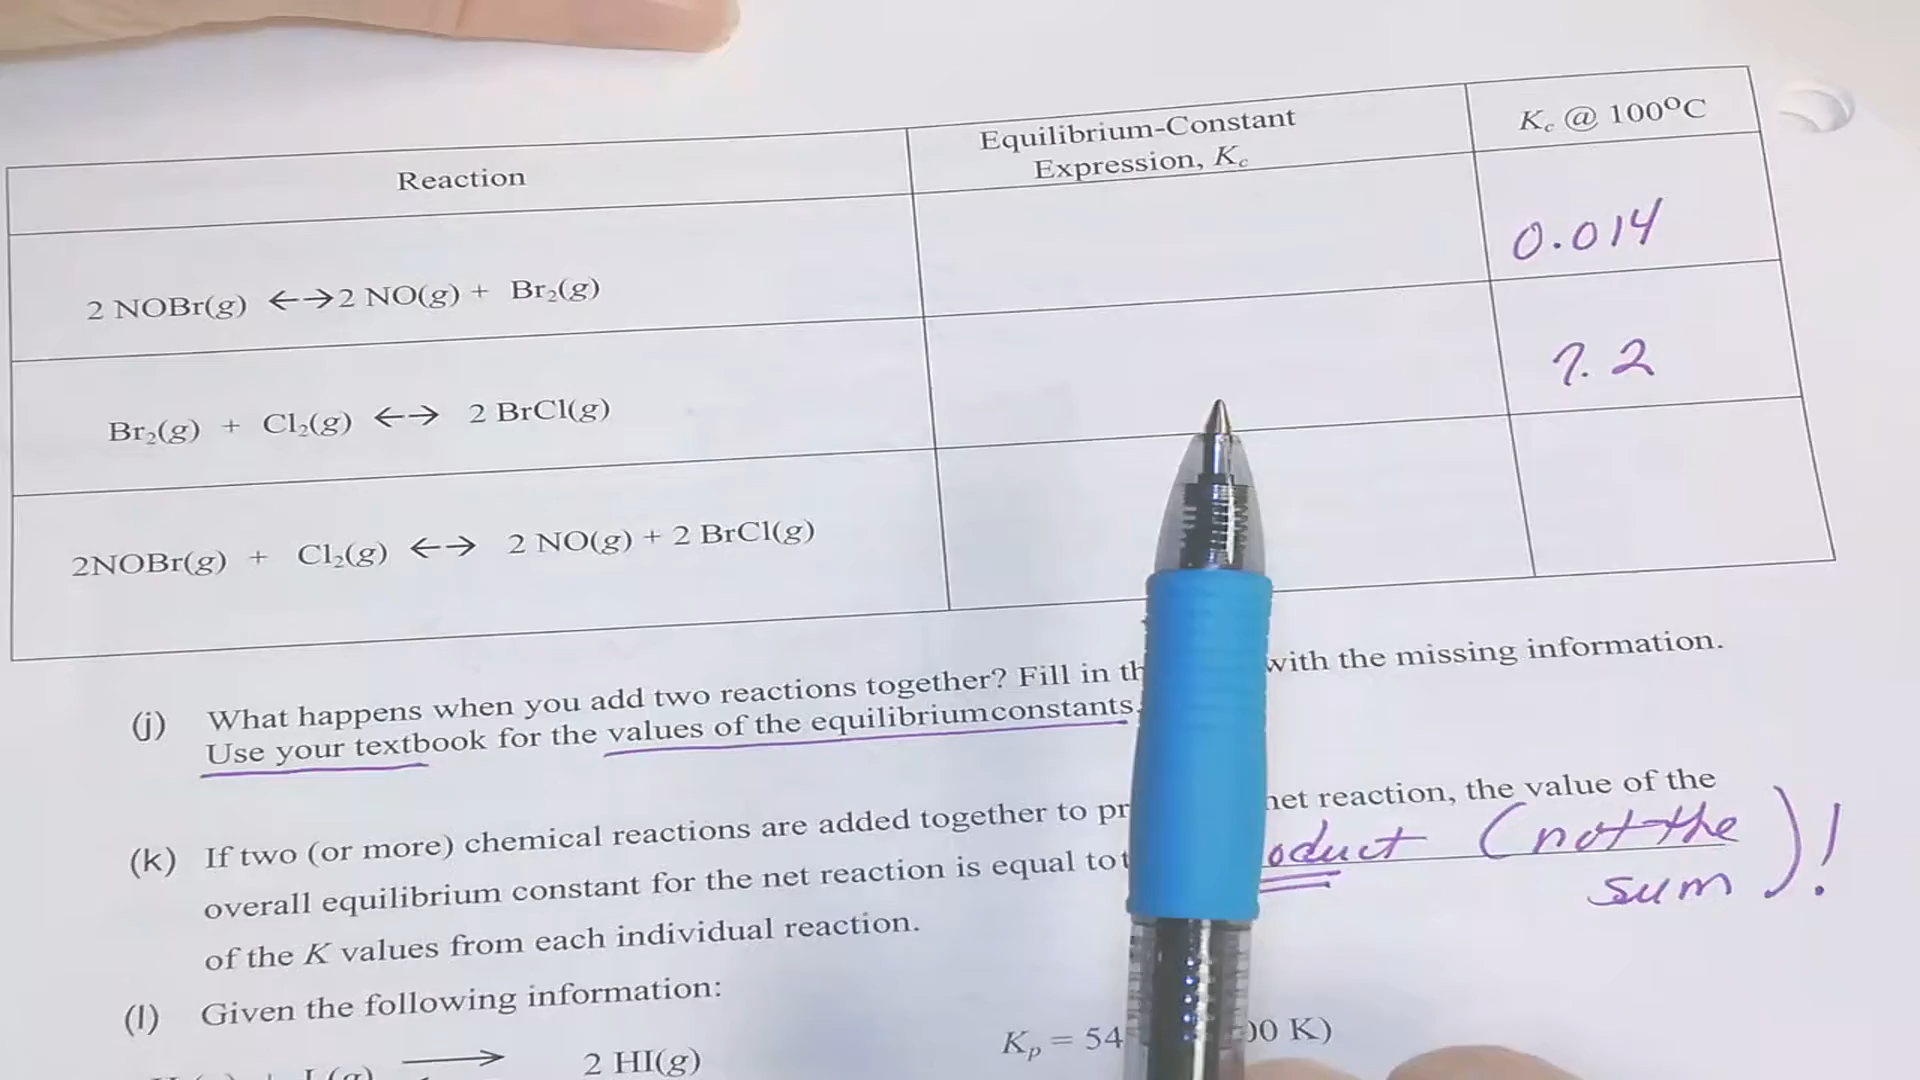 Reaction
Equilibrium-Constant
Expression, Kc
Kc @ 100ºC
2 NOBr(g) ←→2 NO(g) + Br₂(g)
0.014
Br₂(g) + Cl₂(g) ←→ 2 BrCl(g)
7.2
2NOBr(g) + Cl₂(g) ←→ 2 NO(g) + 2 BrCl(g)
(j) What happens when you add two reactions together? Fill in with the missing information.
Use your textbook for the values of the equilibriumconstants.
(k) If two (or more) chemical reactions are added together to net reaction, the value of the
overall equilibrium constant for the net reaction is equal to oduct (not the
sum)!
of the K values from each individual reaction.
(l) Given the following information:
2 HI(g) Kp = 54 00 K)